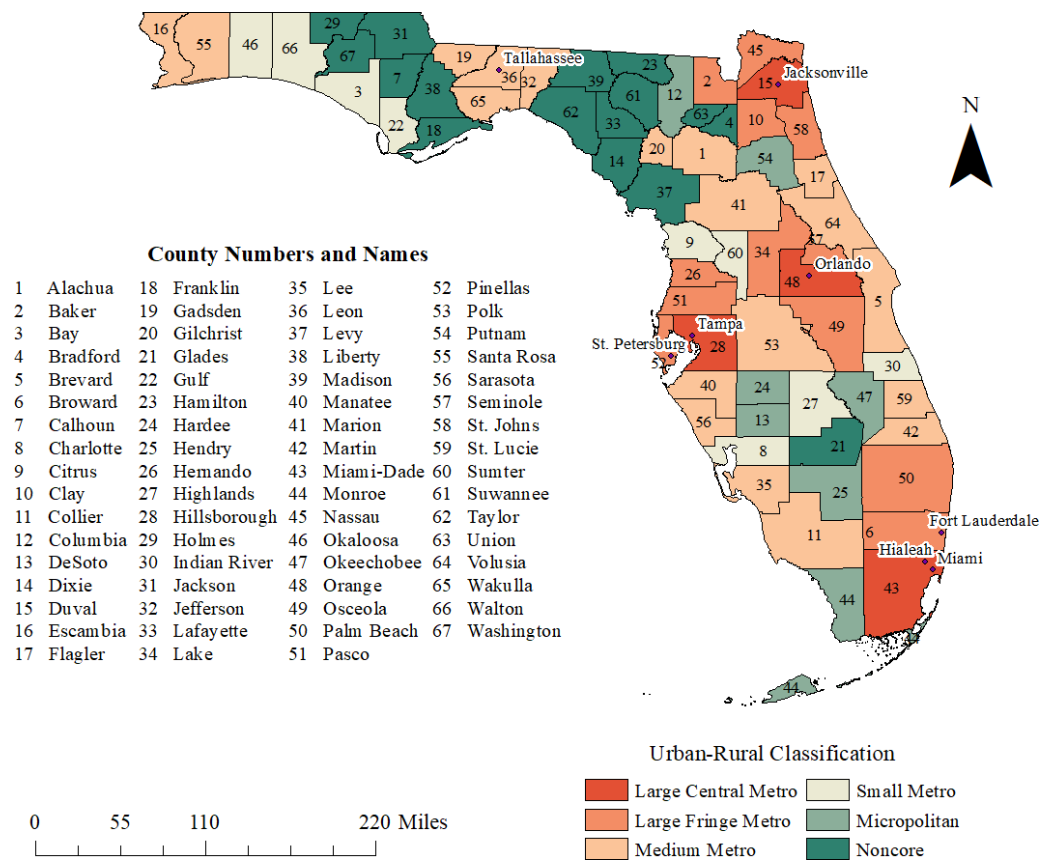 16
55
46
66
29
67
31
3
7
38
22
18
19
Tallahassee
36
32
65
39
23
61
62
33
12
2
45
15
Jacksonville
63
4
10
58
14
20
1
54
17
37
41
64
9
60
34
57
26
48
Orlando
51
5
49
Tampa
St. Petersburg
28
52
53
30
40
24
27
47
59
13
56
42
8
21
35
25
50
11
6
Fort Lauderdale
Hialeah
Miami
43
44
44
44
N
County Numbers and Names
1 Alachua 18 Franklin 35 Lee 52 Pinellas
2 Baker 19 Gadsden 36 Leon 53 Polk
3 Bay 20 Gilchrist 37 Levy 54 Putnam
4 Bradford 21 Glades 38 Liberty 55 Santa Rosa
5 Brevard 22 Gulf 39 Madison 56 Sarasota
6 Broward 23 Hamilton 40 Manatee 57 Seminole
7 Calhoun 24 Hardee 41 Marion 58 St. Johns
8 Charlotte 25 Hendry 42 Martin 59 St. Lucie
9 Citrus 26 Hernando 43 Miami-Dade 60 Sumter
10 Clay 27 Highlands 44 Monroe 61 Suwannee
11 Collier 28 Hillsborough 45 Nassau 62 Taylor
12 Columbia 29 Holmes 46 Okaloosa 63 Union
13 DeSoto 30 Indian River 47 Okeechobee 64 Volusia
14 Dixie 31 Jackson 48 Orange 65 Wakulla
15 Duval 32 Jefferson 49 Osceola 66 Walton
16 Escambia 33 Lafayette 50 Palm Beach 67 Washington
17 Flagler 34 Lake 51 Pasco
Urban-Rural Classification
Large Central Metro Small Metro
Large Fringe Metro Micropolitan
Medium Metro Noncore
0 55 110 220 Miles